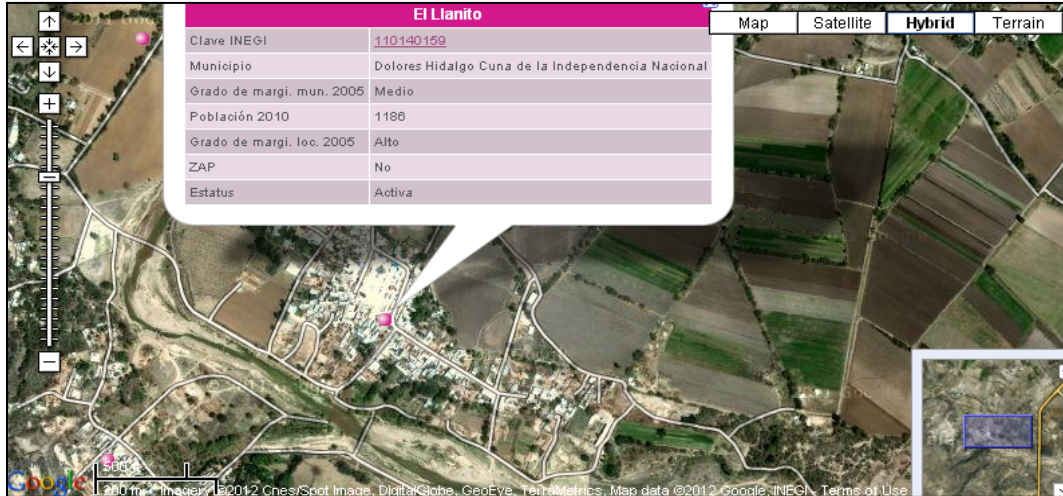 El Llanito
Map Satellite Hybrid Terrain
Clave INEGI 110140159
Municipio Dolores Hidalgo Cuna de la Independencia Nacional
Grado de margi. mun. 2005 Medio
Población 2010 1186
Grado de margi. loc. 2005 Alto
ZAP No
Estatus Activa
500 ft
200 m
Google
Imagery ©2012 Cnes/Spot Image, DigitalGlobe, GeoEye, TerraMetrics, Map data ©2012 Google, INEGI - Terms of Use